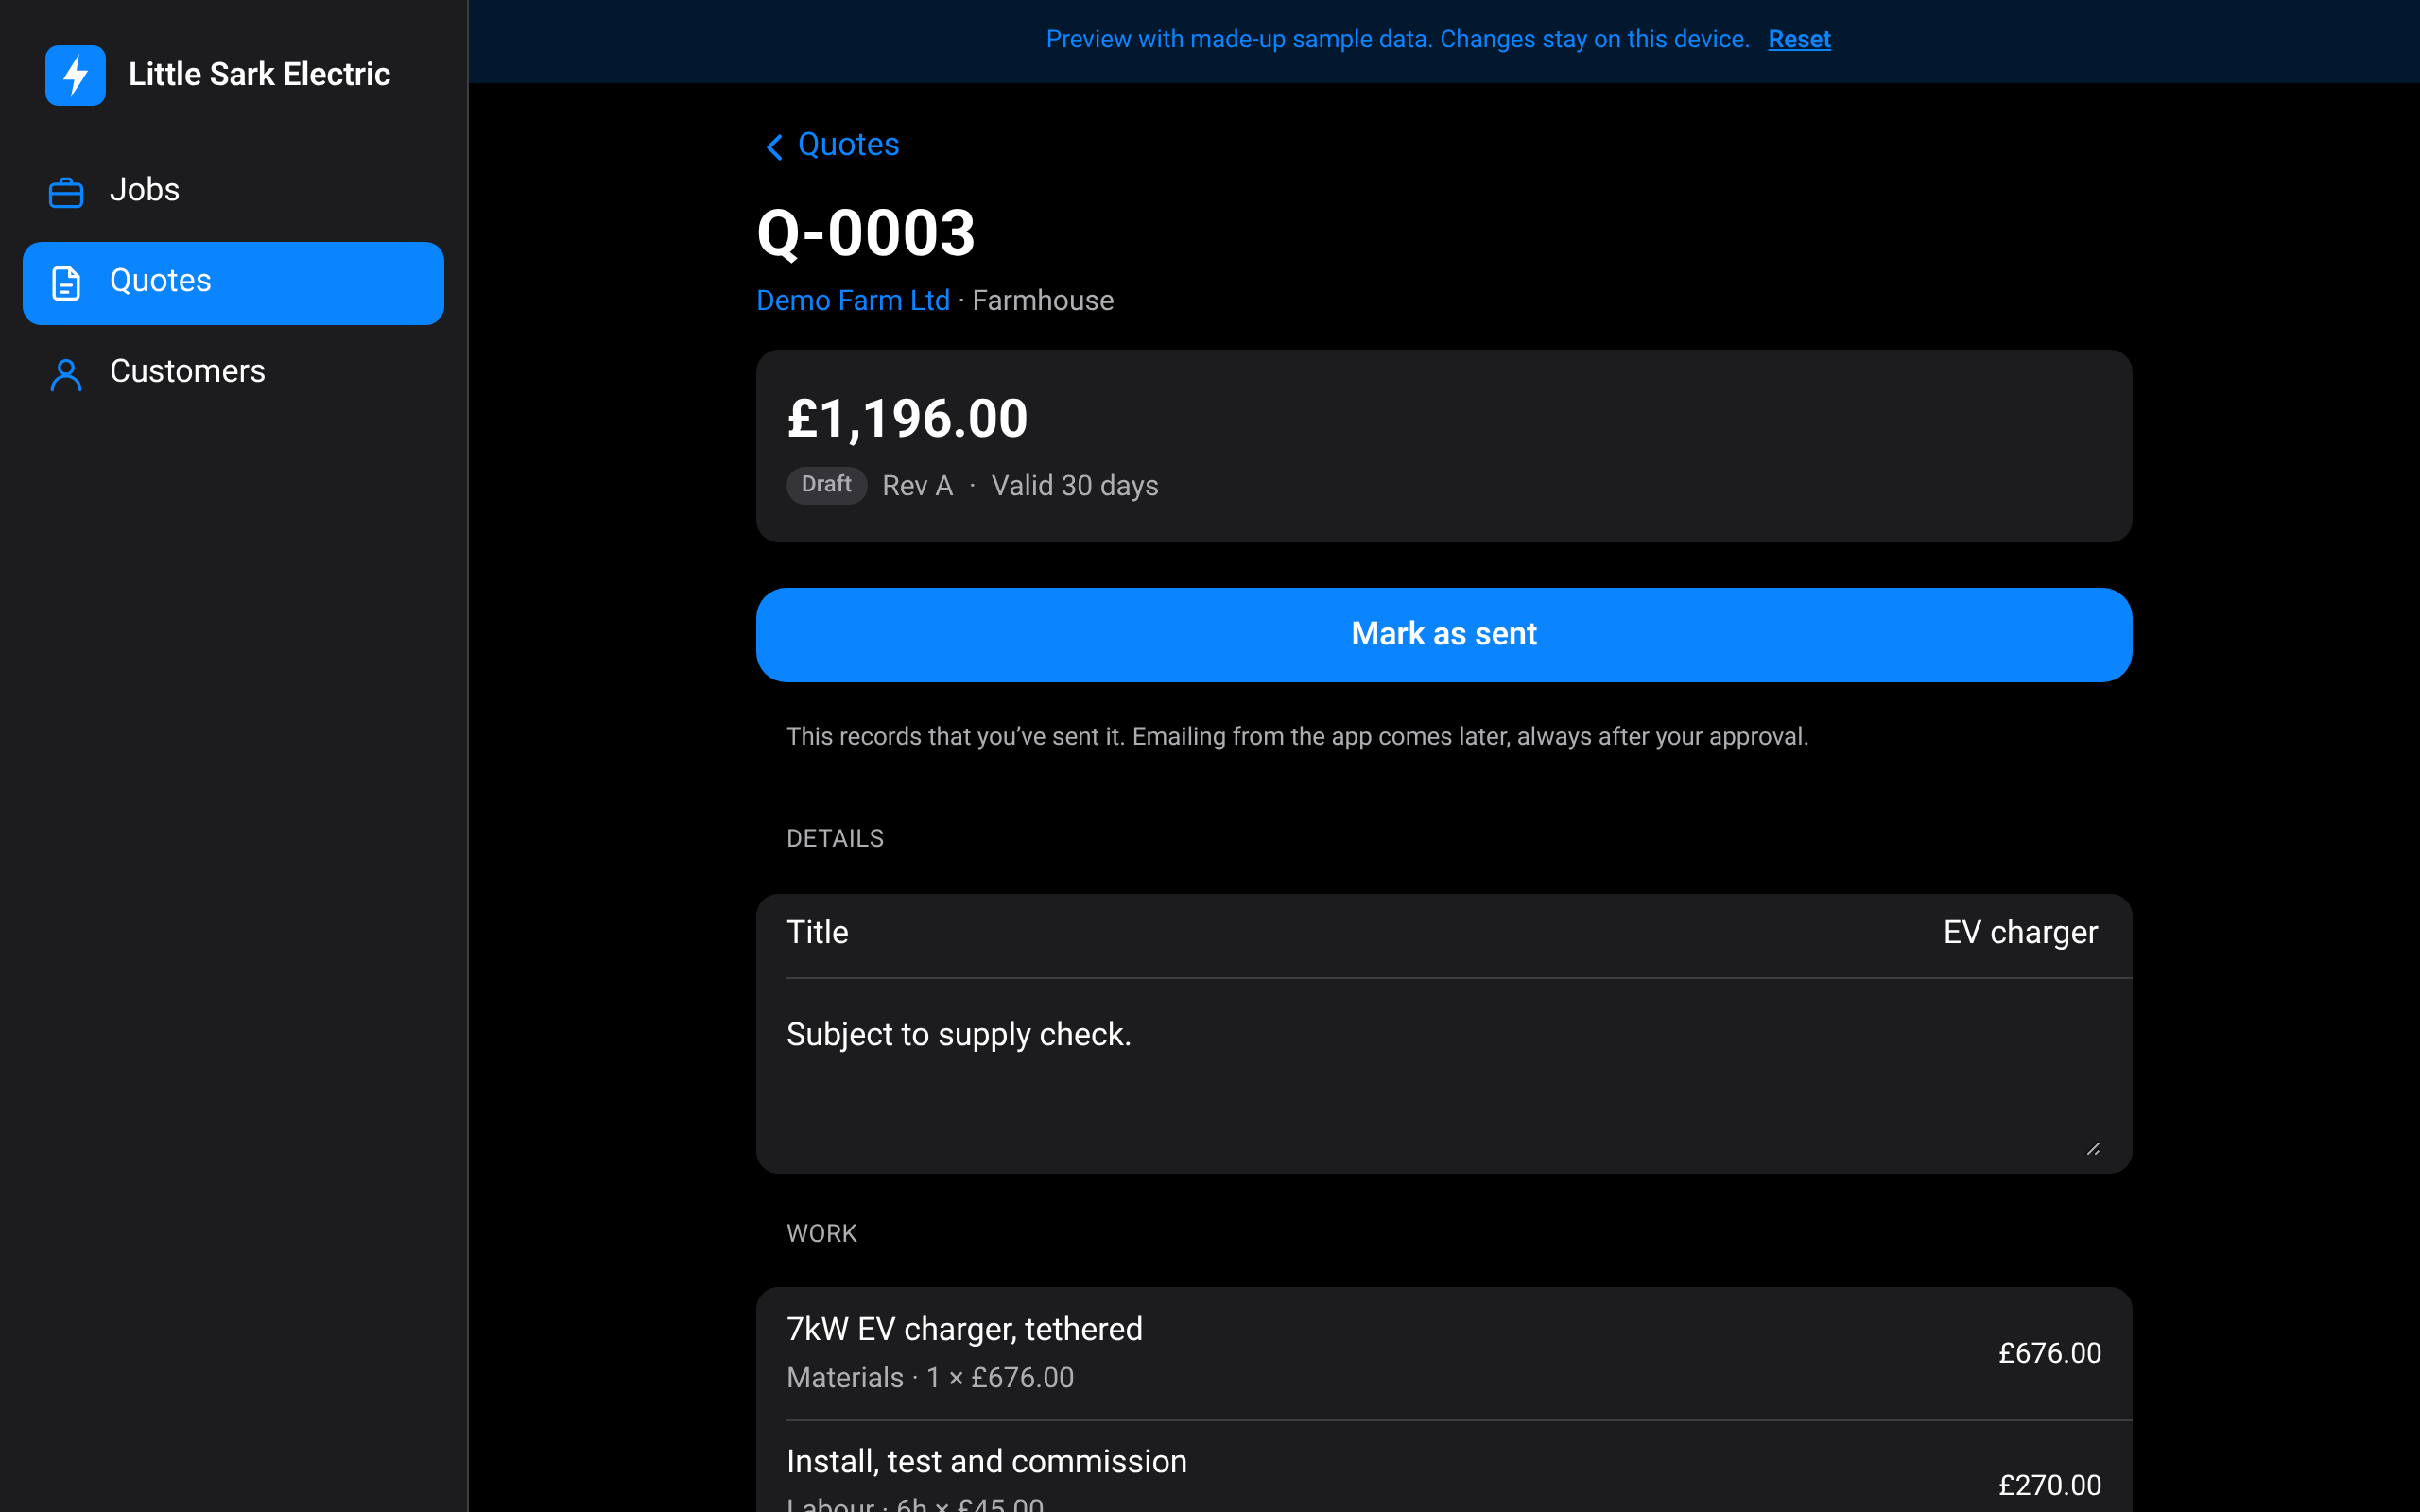 Little Sark Electric
Jobs
Quotes
Customers
Preview with made-up sample data. Changes stay on this device. Reset
Quotes
Q-0003
Demo Farm Ltd · Farmhouse
£1,196.00
Draft Rev A · Valid 30 days
Mark as sent
This records that you’ve sent it. Emailing from the app comes later, always after your approval.
DETAILS
Title EV charger
Subject to supply check.
WORK
7kW EV charger, tethered
Materials · 1 × £676.00
£676.00
Install, test and commission
Labour · 6h × £45.00
£270.00